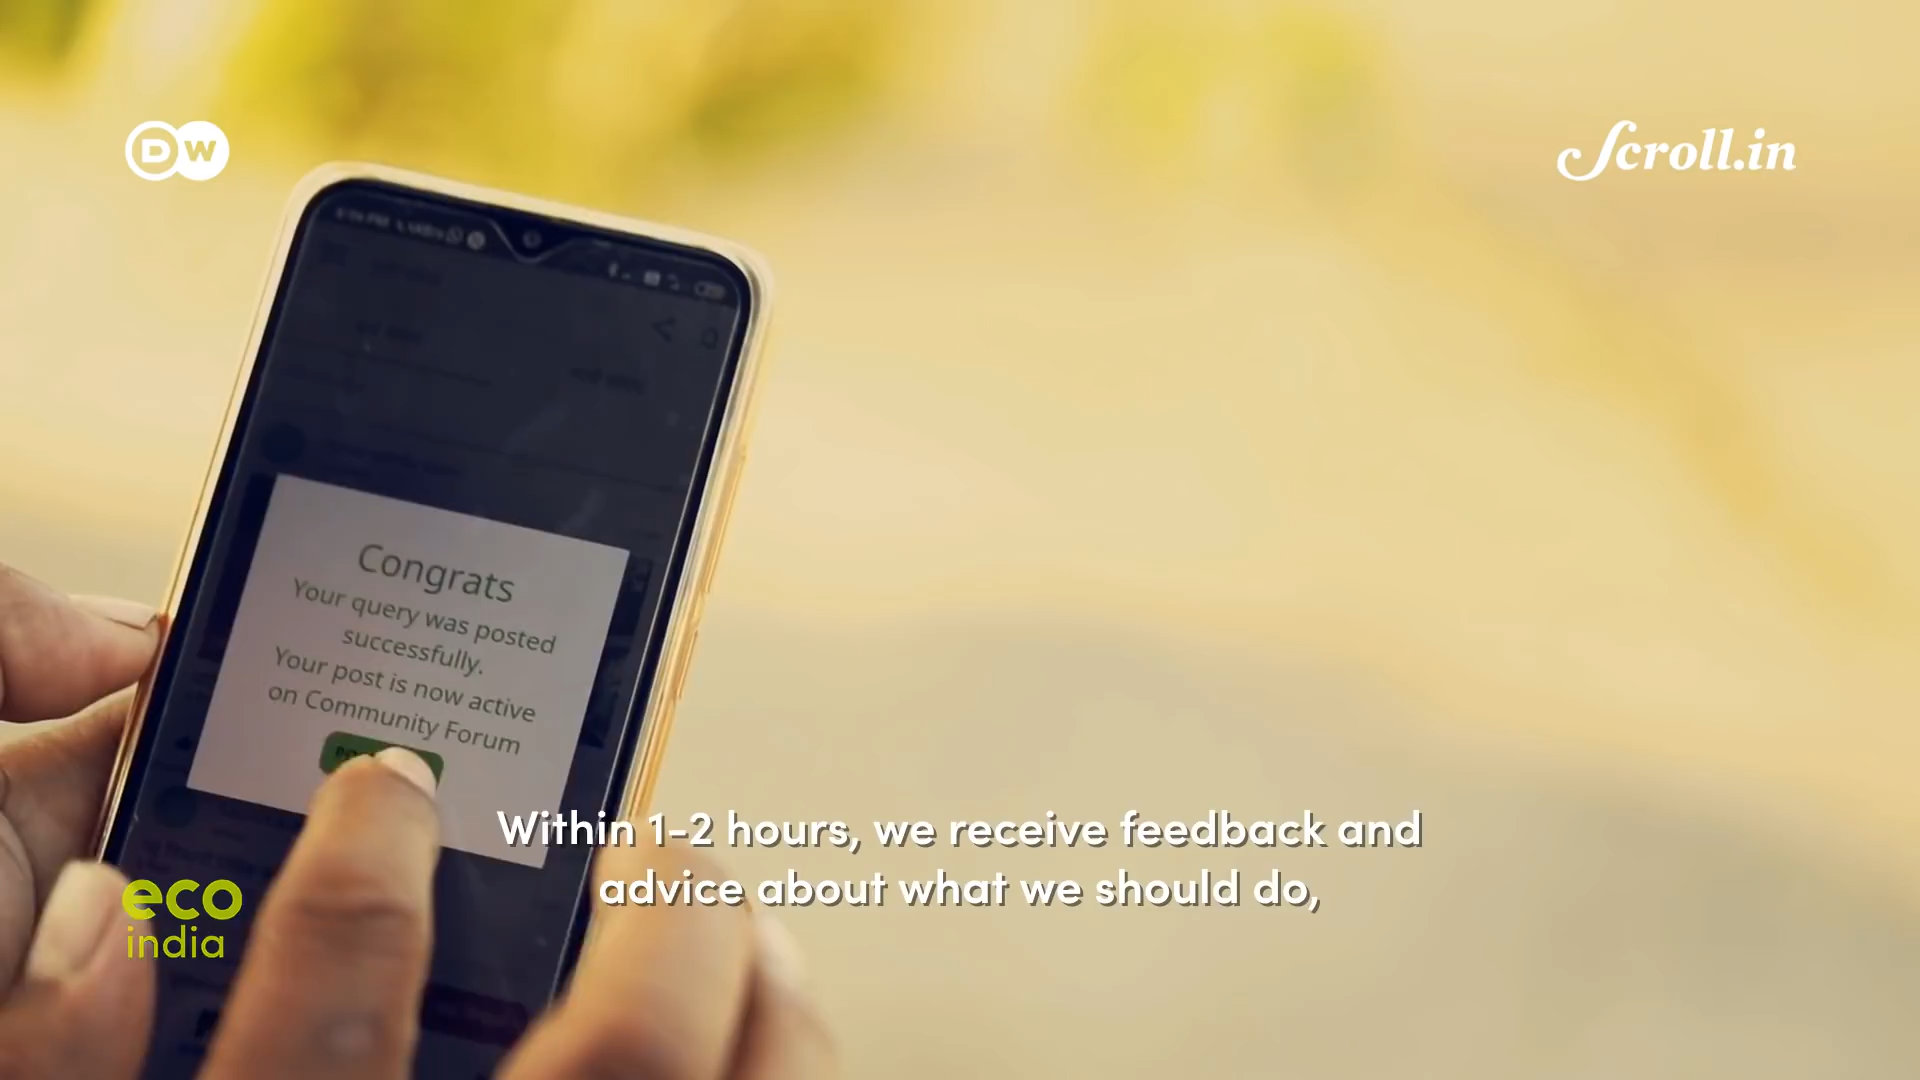 DW
Scroll.in
Congrats
Your query was posted
successfully.
Your post is now active
on Community Forum
Within 1-2 hours, we receive feedback and
advice about what we should do,
eco
india